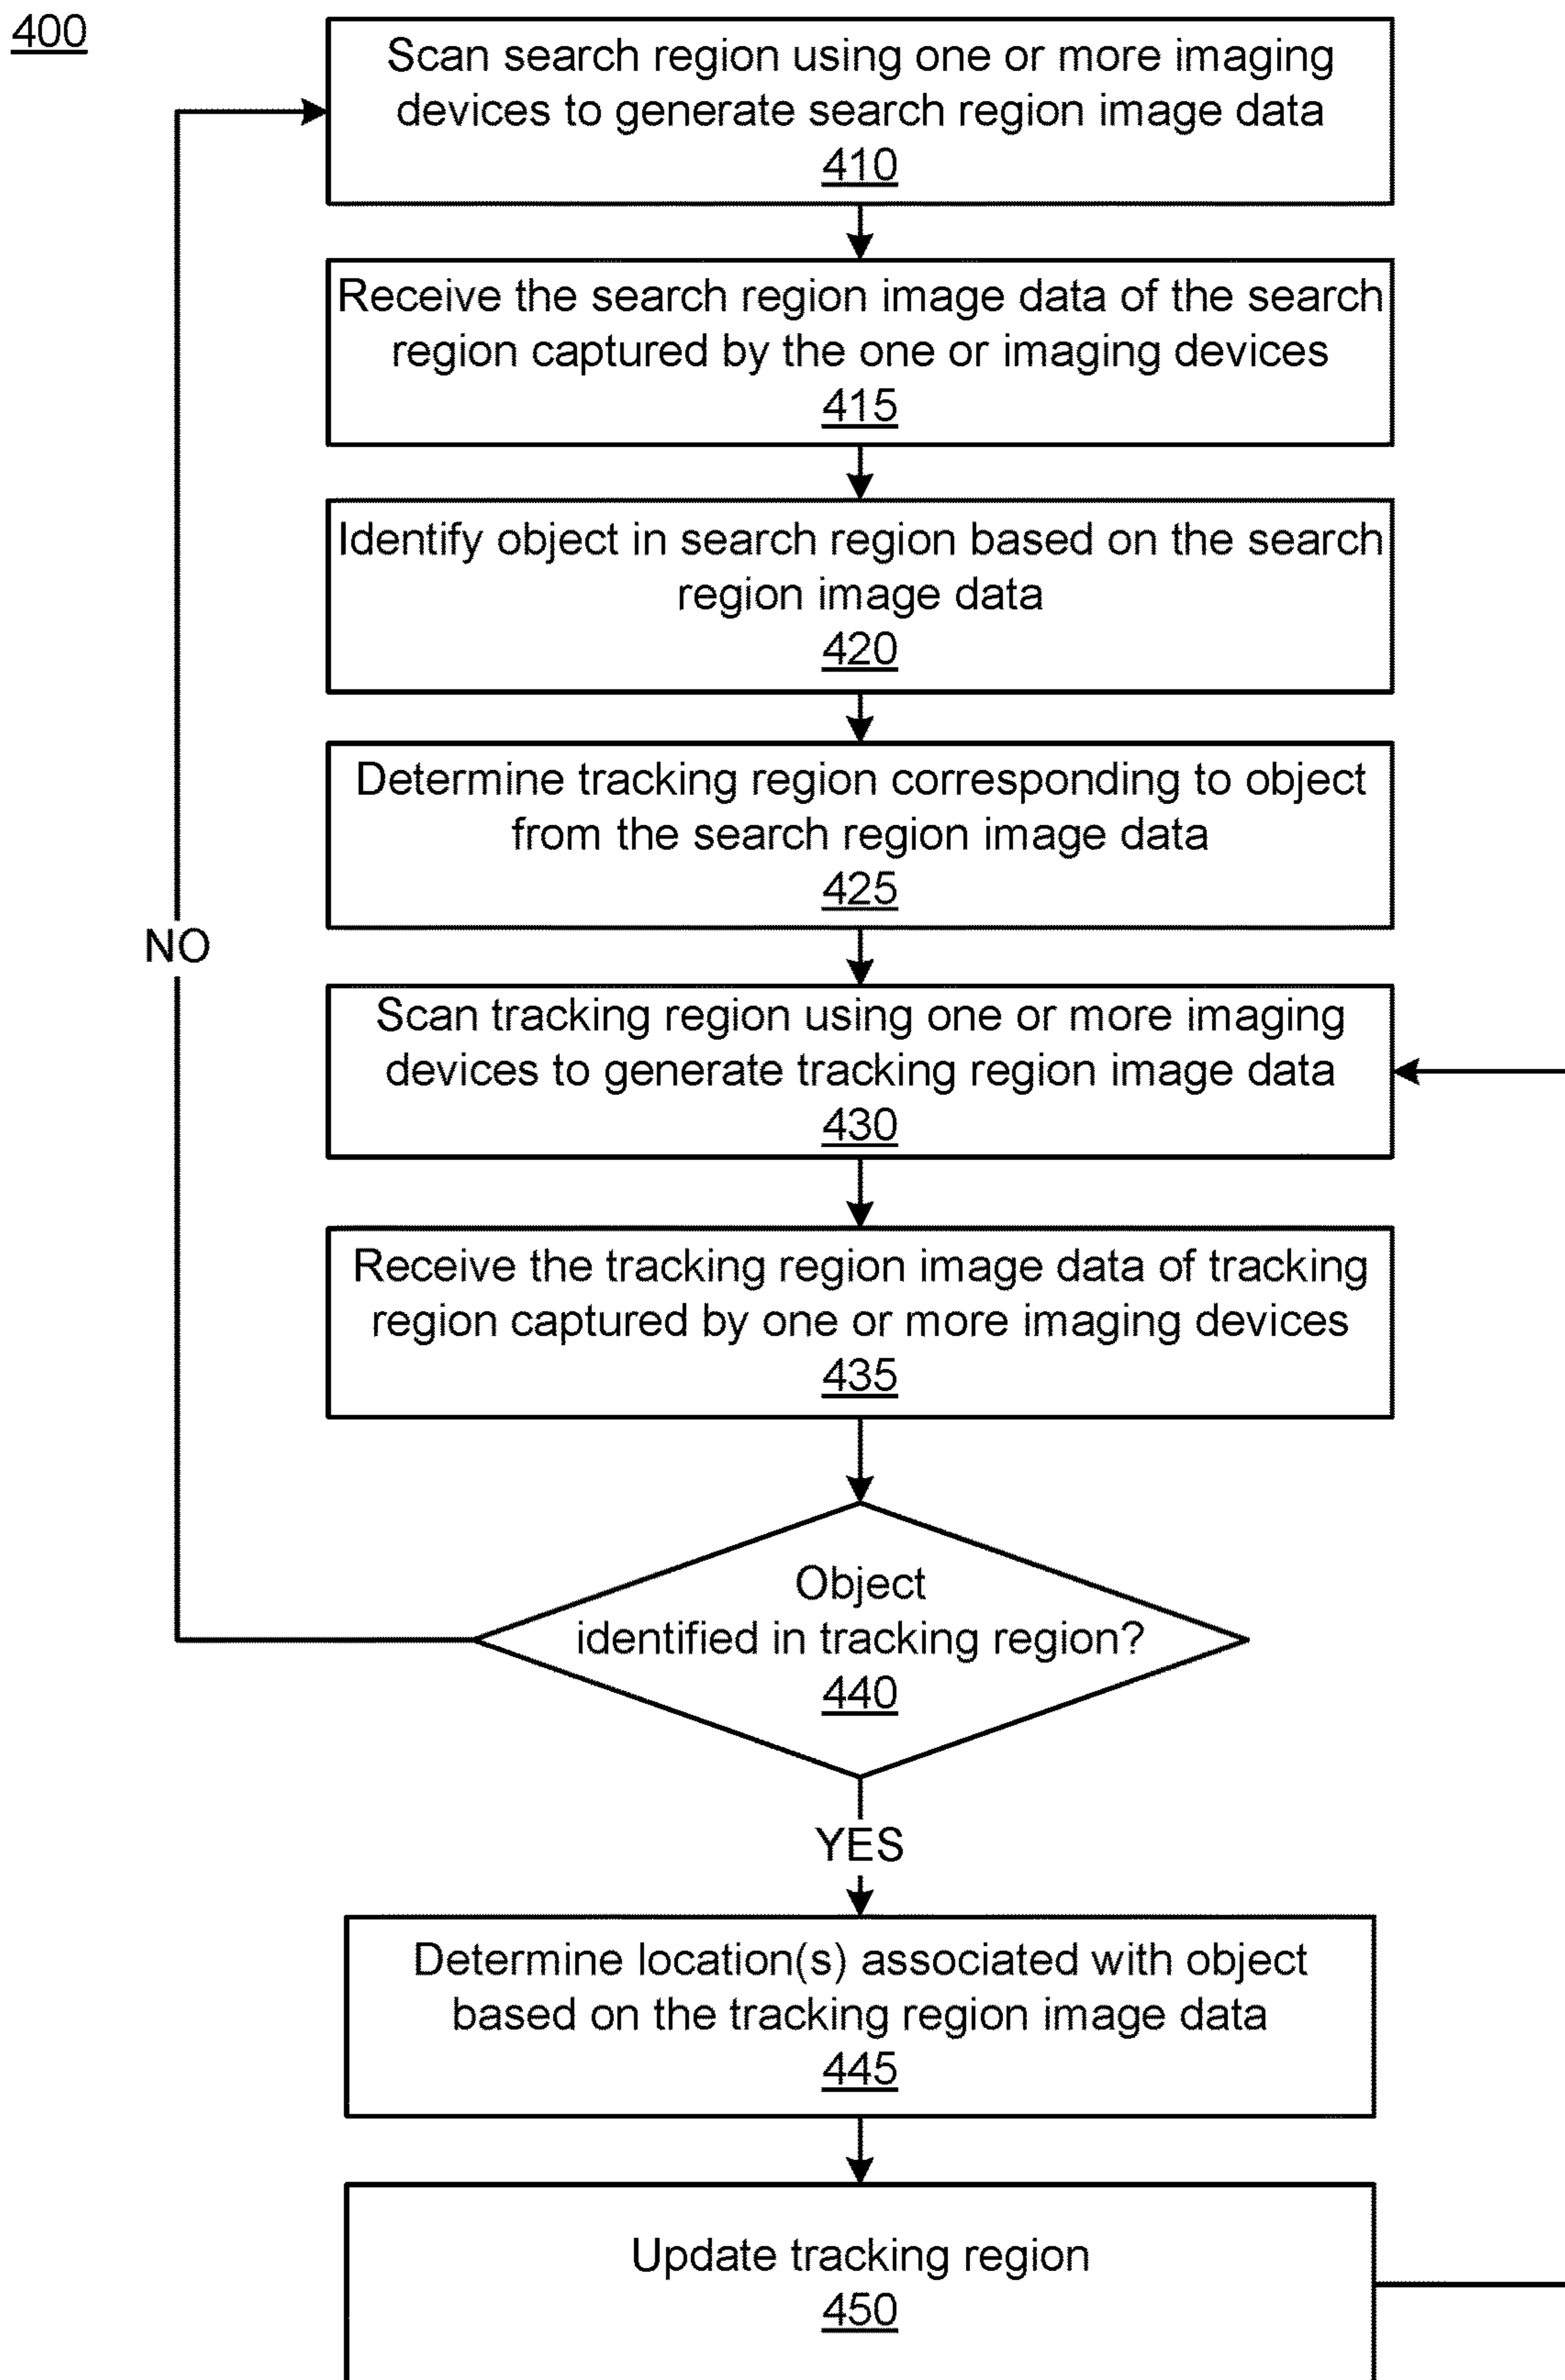 400
Scan search region using one or more imaging
devices to generate search region image data
410
Receive the search region image data of the search
region captured by the one or imaging devices
415
Identify object in search region based on the search
region image data
420
Determine tracking region corresponding to object
from the search region image data
425
NO
Scan tracking region using one or more imaging
devices to generate tracking region image data
430
Receive the tracking region image data of tracking
region captured by one or more imaging devices
435
Object
identified in tracking region?
440
YES
Determine location(s) associated with object
based on the tracking region image data
445
Update tracking region
450